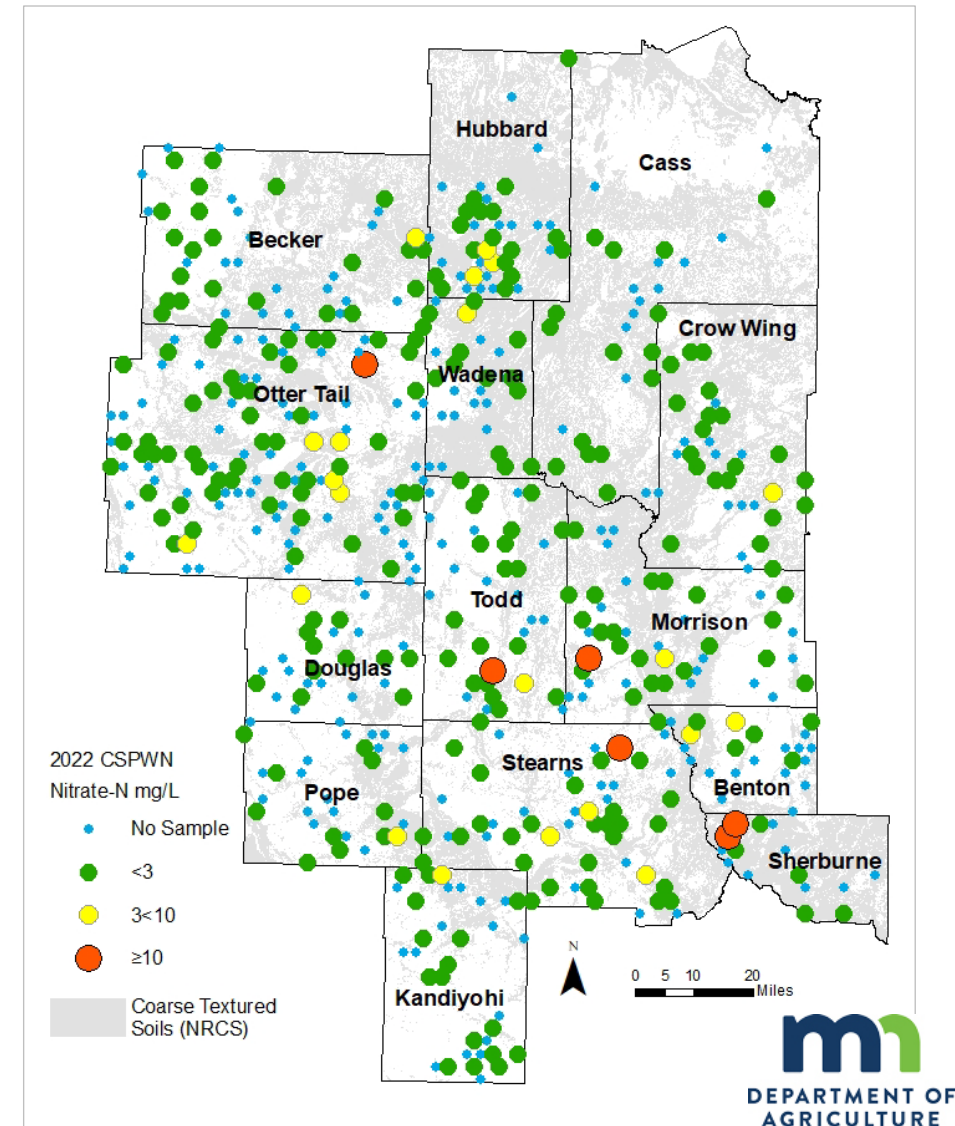 Hubbard
Cass
Becker
Crow Wing
Wadena
Otter Tail
Todd
Morrison
Douglas
Stearns
Pope
Benton
Sherburne
Kandiyohi
2022 CSPWN
Nitrate-N mg/L
No Sample
<3
3<10
≥10
Coarse Textured
Soils (NRCS)
N
0 5 10 20
Miles
DEPARTMENT OF
AGRICULTURE